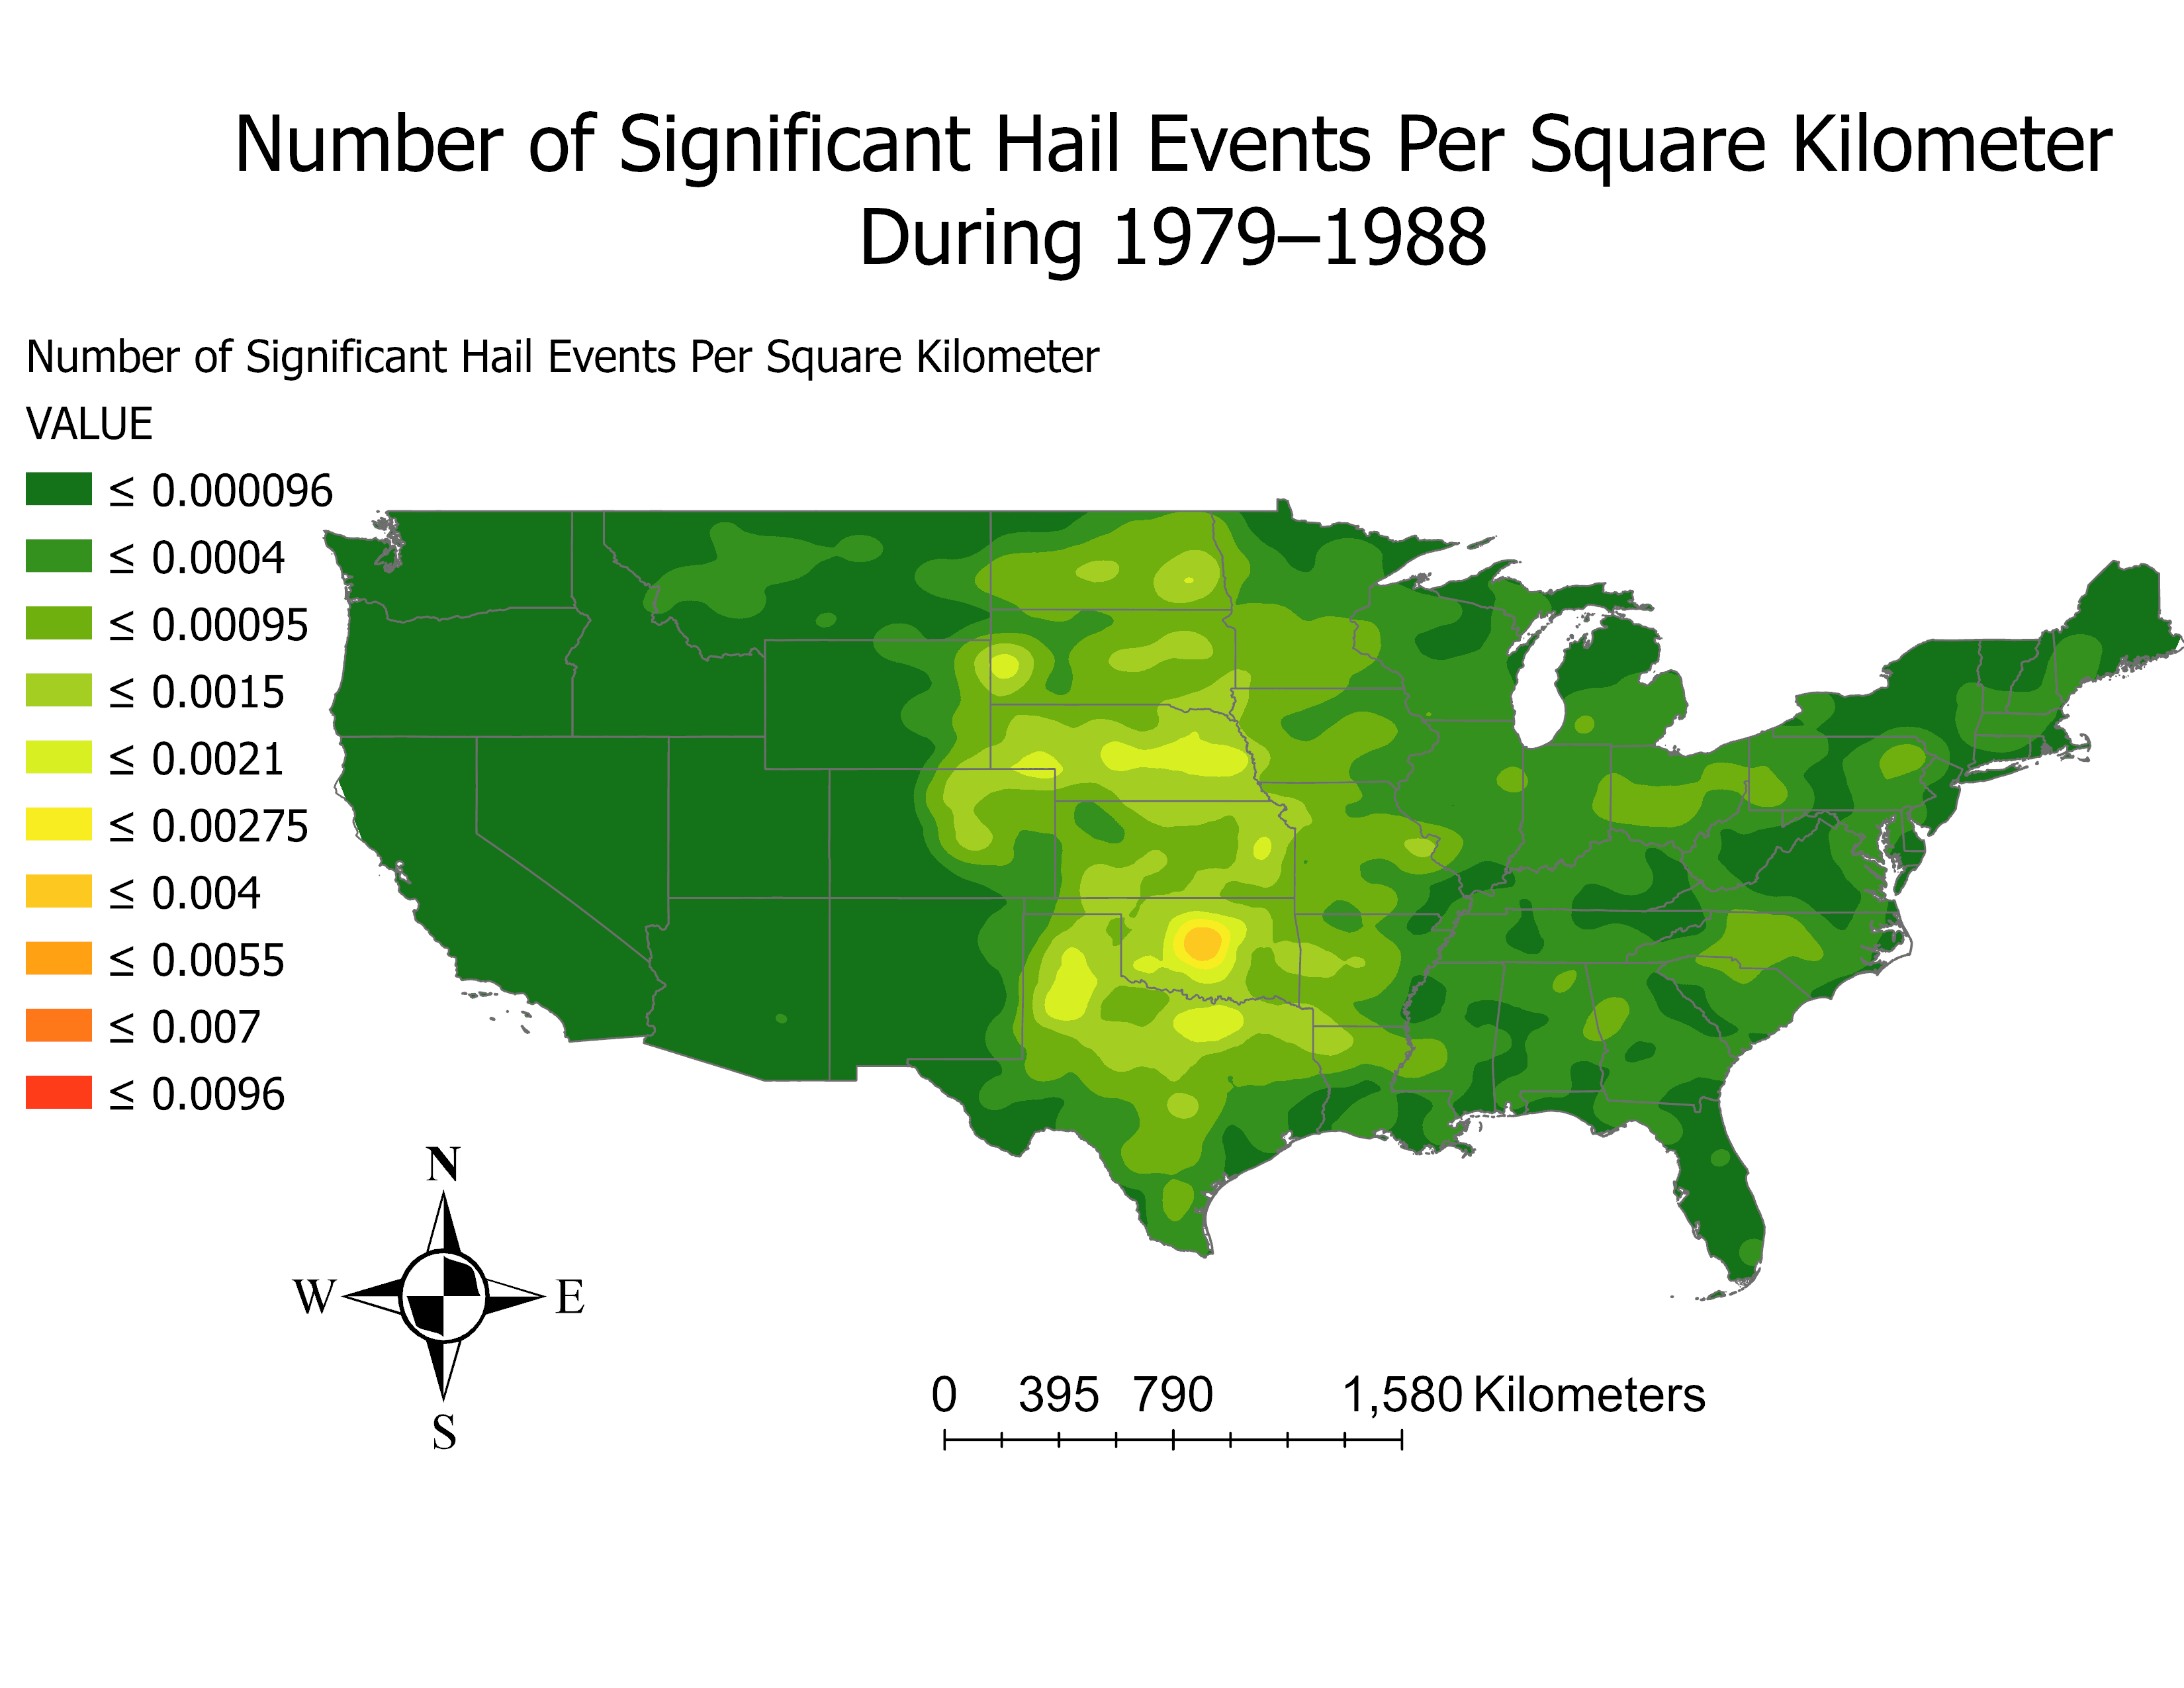 Number of Significant Hail Events Per Square Kilometer
During 1979–1988
Number of Significant Hail Events Per Square Kilometer
VALUE
≤ 0.000096
≤ 0.0004
≤ 0.00095
≤ 0.0015
≤ 0.0021
≤ 0.00275
≤ 0.004
≤ 0.0055
≤ 0.007
≤ 0.0096
N
W E
S
0 395 790 1,580 Kilometers